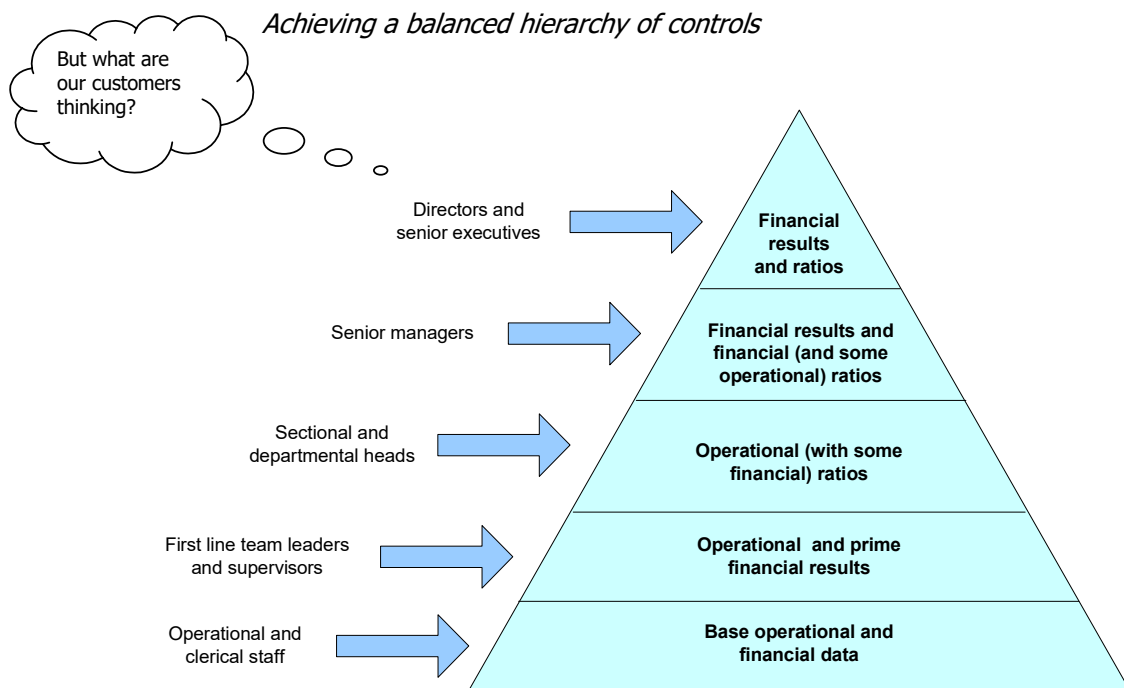 Achieving a balanced hierarchy of controls
But what are
our customers
thinking?
Directors and
senior executives
Financial
results
and ratios
Senior managers
Financial results and
financial (and some
operational) ratios
Sectional and
departmental heads
Operational (with some
financial) ratios
First line team leaders
and supervisors
Operational and prime
financial results
Operational and
clerical staff
Base operational and
financial data